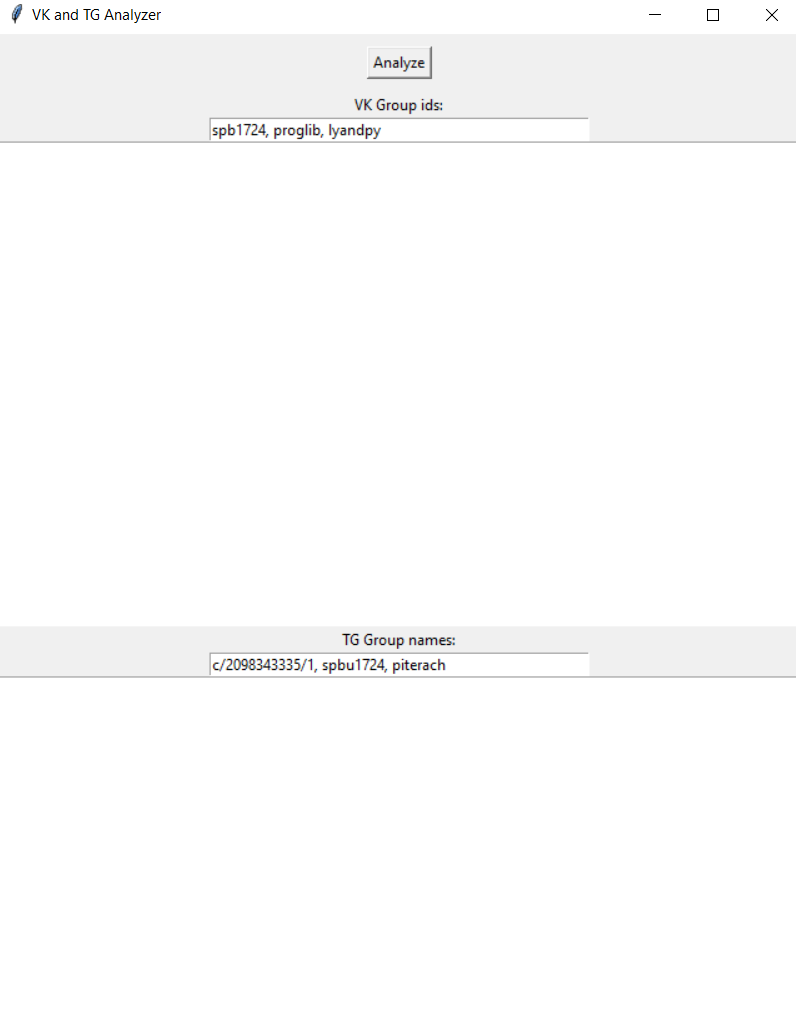 VK and TG Analyzer
Analyze
VK Group ids:
spb1724, proglib, lyandpy
TG Group names:
c/2098343335/1, spbu1724, piterach